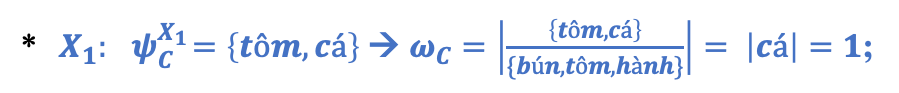 * X₁: ψ_C^{X₁} = {tôm, cá} → ω_C = |{tôm,cá}/{bún,tôm,hành}| = |cá| = 1;